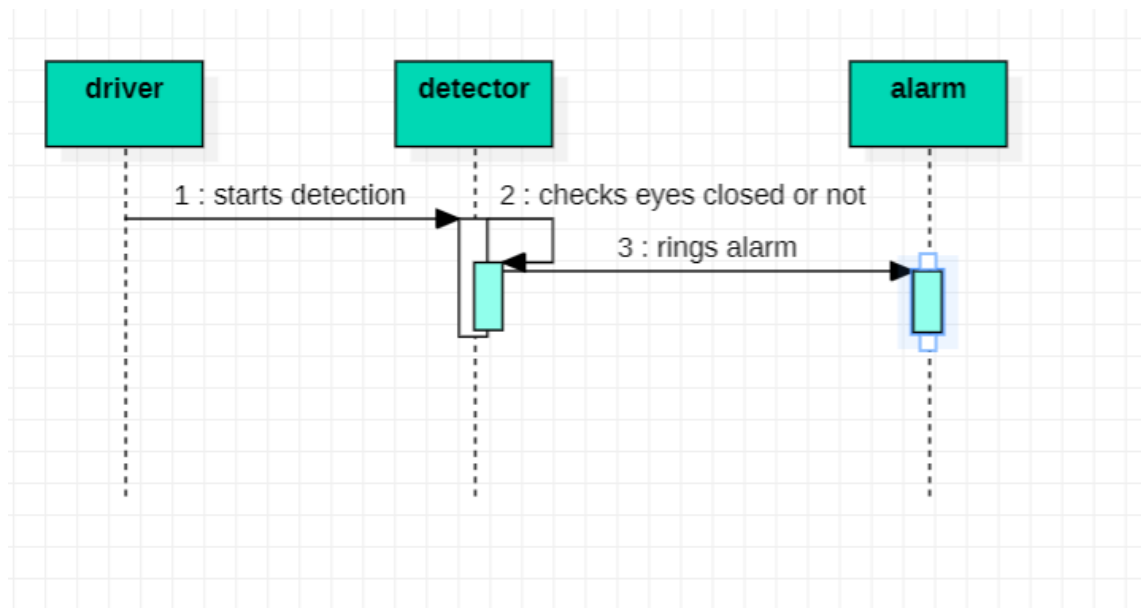 driver
detector
alarm
1 : starts detection
2 : checks eyes closed or not
3 : rings alarm